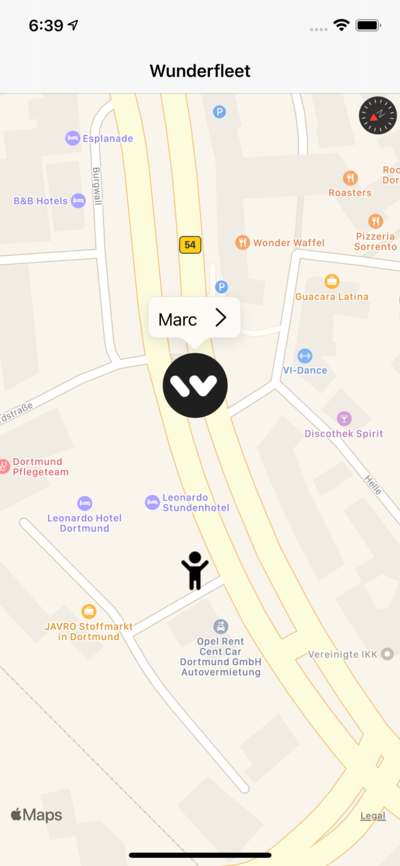 6:39
Wunderfleet
P
N
Esplanade
Burgwall
Roc
Dor
Roasters
B&B Hotels
Pizzeria
Sorrento
54
Wonder Waffel
P
Guacara Latina
Marc
VI-Dance
dstraße
Discothek Spirit
Dortmund
Pflegeteam
Helle
Leonardo
Stundenhotel
Leonardo Hotel
Dortmund
JAVRO Stoffmarkt
in Dortmund
Opel Rent
Cent Car
Dortmund GmbH
Autovermietung
Vereinigte IKK
Maps
Legal